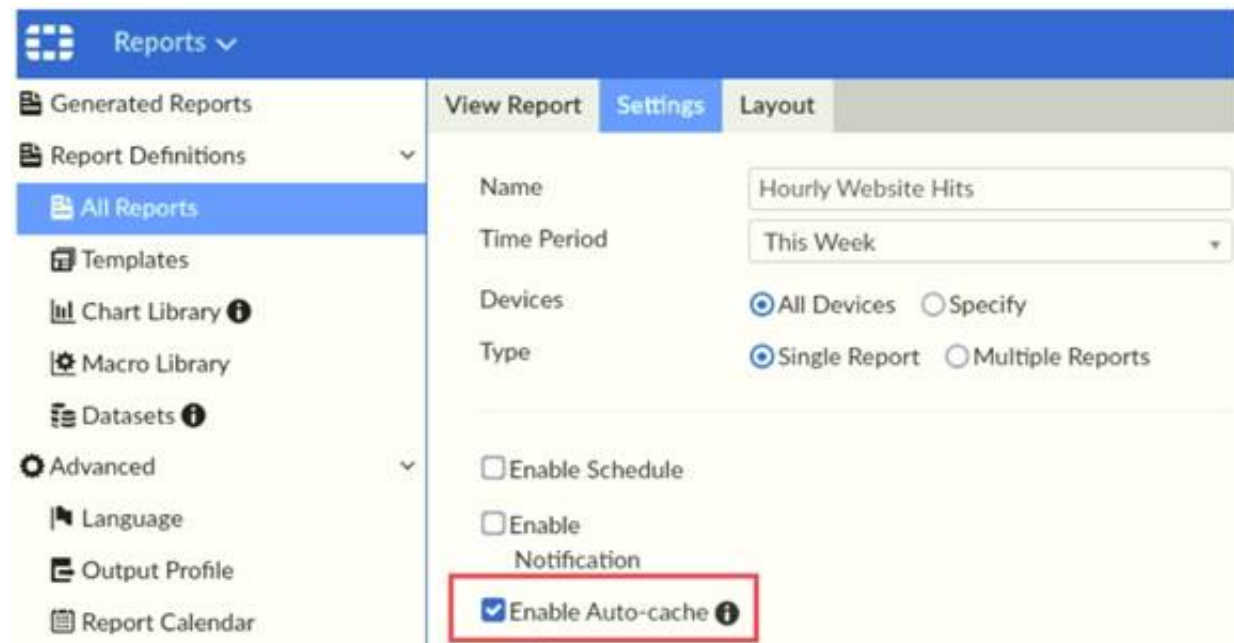 Reports
Generated Reports
Report Definitions
All Reports
Templates
Chart Library
Macro Library
Datasets
Advanced
Language
Output Profile
Report Calendar
View Report Settings Layout
Name Hourly Website Hits
Time Period This Week
Devices All Devices Specify
Type Single Report Multiple Reports
Enable Schedule
Enable
Notification
Enable Auto-cache